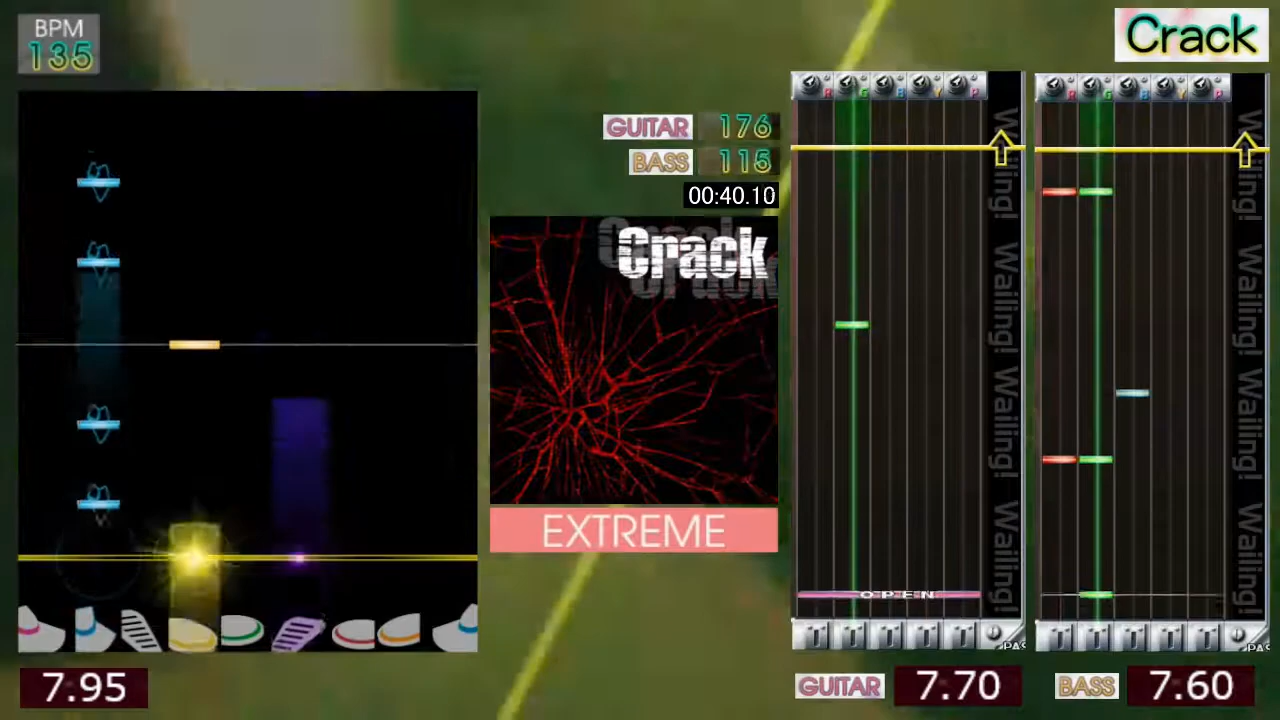 BPM
135
Crack
R G B Y P
R G B Y P
GUITAR 176
BASS 115
00:40.10
Crack
EXTREME
Wailing! Wailing! Wailing! Wailing!
Wailing! Wailing! Wailing! Wailing!
OPEN
7.95
GUITAR 7.70
BASS 7.60